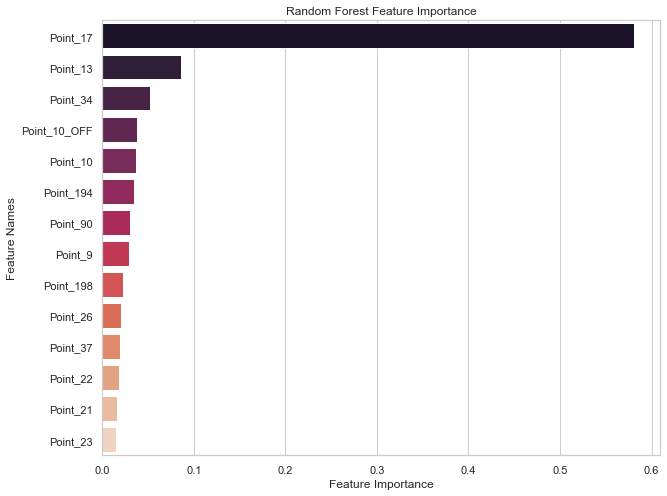 Random Forest Feature Importance
Feature Names
Point_17
Point_13
Point_34
Point_10_OFF
Point_10
Point_194
Point_90
Point_9
Point_198
Point_26
Point_37
Point_22
Point_21
Point_23
0.0 0.1 0.2 0.3 0.4 0.5 0.6
Feature Importance